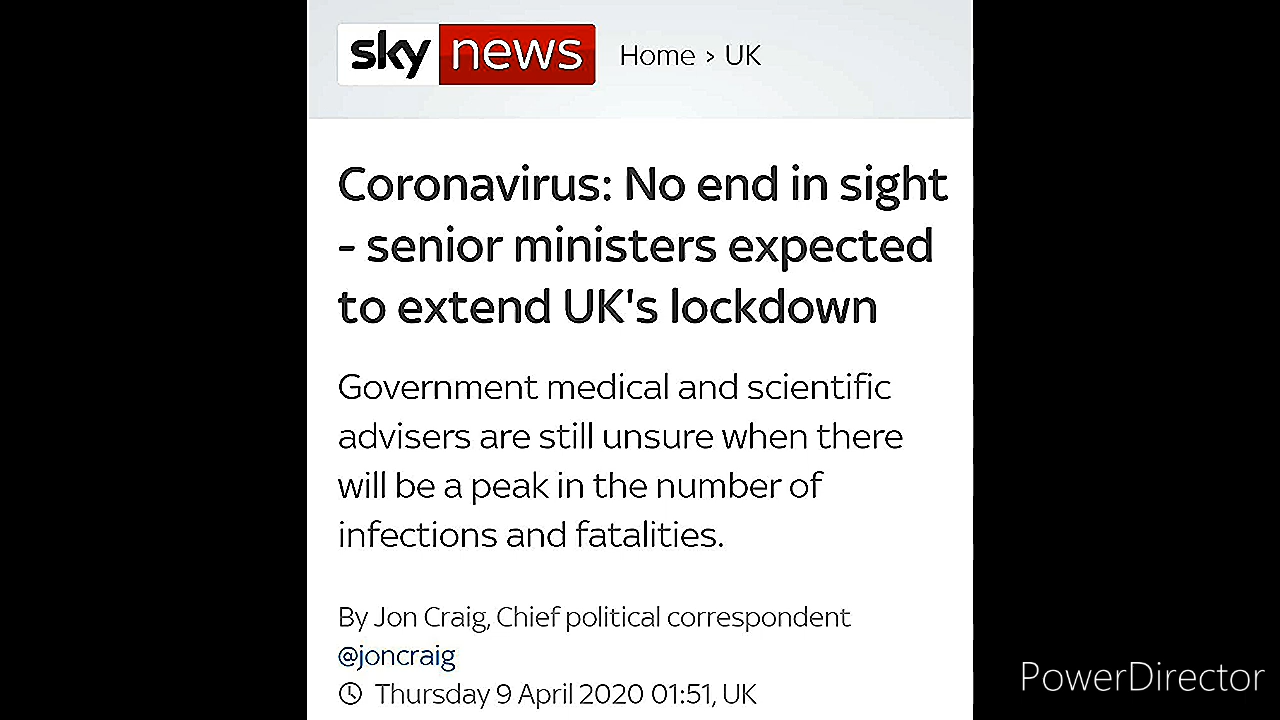 sky news Home > UK
Coronavirus: No end in sight
- senior ministers expected
to extend UK's lockdown
Government medical and scientific
advisers are still unsure when there
will be a peak in the number of
infections and fatalities.
By Jon Craig, Chief political correspondent
@joncraig
Thursday 9 April 2020 01:51, UK
PowerDirector